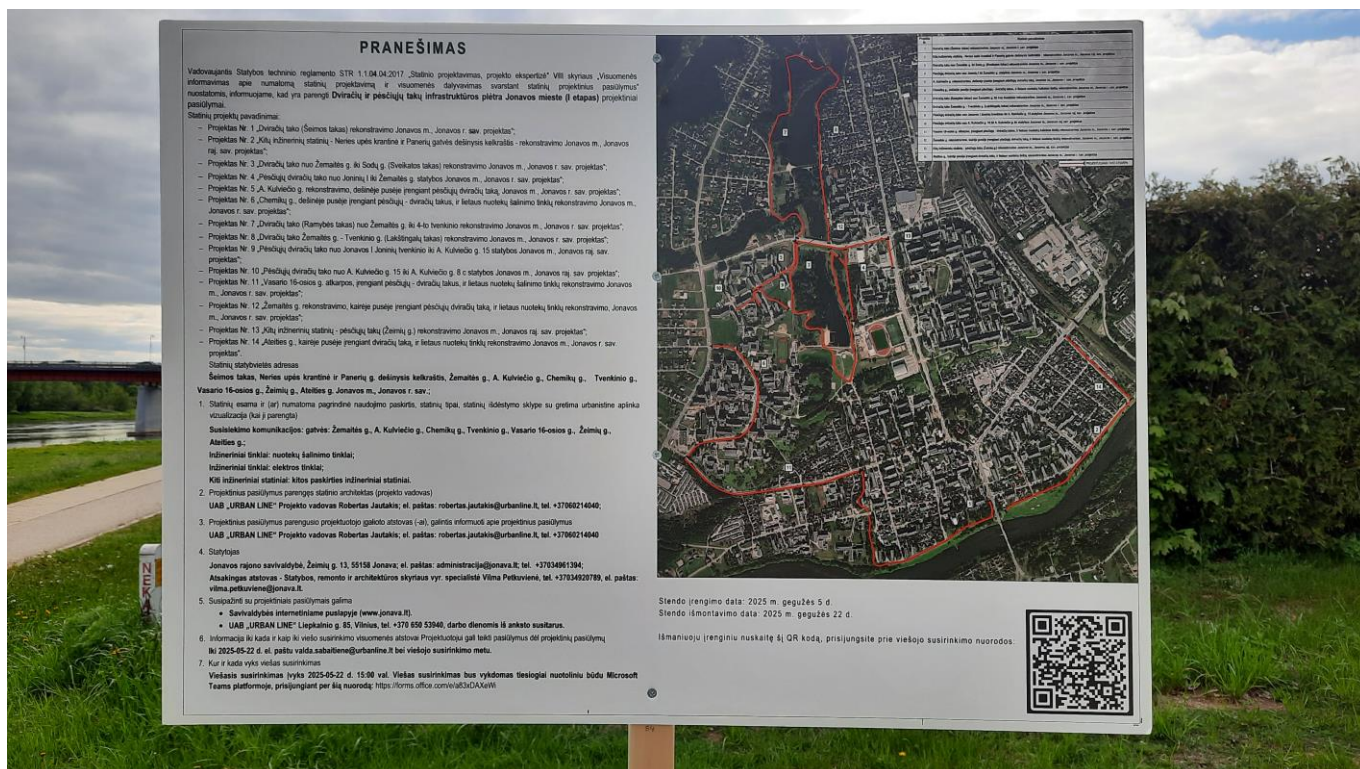 PRANEŠIMAS
Vadovaujantis Statybos techninio reglamento STR 1.1.04.04:2017 „Statinio projektavimas, projekto ekspertizė" VIII skyriaus „Visuomenės
informavimas apie numatomą statinių projektavimą ir visuomenės dalyvavimas svarstant statinių projektinius pasiūlymus"
nuostatomis, informuojame, kad yra parengti Dviračių ir pėsčiųjų takų infrastruktūros plėtra Jonavos mieste (I etapas) projektiniai
pasiūlymai.
Statinių projektų pavadinimai:
– Projektas Nr. 1 „Dviračių tako (Šeimos takas) rekonstravimo Jonavos m., Jonavos r. sav. projektas";
– Projektas Nr. 2 „Kitų inžinerinių statinių - Neries upės krantinė ir Panerių gatvės dešinysis kelkraštis - rekonstravimo Jonavos m., Jonavos
raj. sav. projektas";
– Projektas Nr. 3 „Dviračių tako nuo Žemaitės g. iki Sodų g. (Sveikatos takas) rekonstravimo Jonavos m., Jonavos r. sav. projektas";
– Projektas Nr. 4 „Pėsčiųjų dviračių tako nuo Joninių I iki Žemaitės g. statybos Jonavos m., Jonavos r. sav. projektas";
– Projektas Nr. 5 „A. Kulviečio g. rekonstravimo, dešinėje pusėje įrengiant pėsčiųjų dviračių taką, Jonavos m., Jonavos r. sav. projektas";
– Projektas Nr. 6 „Chemikų g., dešinėje pusėje įrengiant pėsčiųjų - dviračių takus, ir lietaus nuotekų šalinimo tinklų rekonstravimo Jonavos m.,
Jonavos r. sav. projektas";
– Projektas Nr. 7 „Dviračių tako (Ramybės takas) nuo Žemaitės g. iki 4-to tvenkinio rekonstravimo Jonavos m., Jonavos r. sav. projektas".
– Projektas Nr. 8 „Dviračių tako Žemaitės g. - Tvenkinio g. (Lakštingalų takas) rekonstravimo Jonavos m., Jonavos r. sav. projektas";
– Projektas Nr. 9 „Pėsčiųjų dviračių tako nuo Jonavos I Joninių tvenkinio iki A. Kulviečio g. 15 statybos Jonavos m., Jonavos raj. sav.
projektas";
– Projektas Nr. 10 „Pėsčiųjų dviračių tako nuo A. Kulviečio g. 15 iki A. Kulviečio g. 8 c statybos Jonavos m., Jonavos raj. sav. projektas";
– Projektas Nr. 11 „Vasario 16-osios g. atkarpos, įrengiant pėsčiųjų - dviračių takus, ir lietaus nuotekų šalinimo tinklų rekonstravimo Jonavos
m., Jonavos r. sav. projektas";
– Projektas Nr. 12 „Žemaitės g. rekonstravimo, kairėje pusėje įrengiant pėsčiųjų dviračių taką, ir lietaus nuotekų tinklų rekonstravimo, Jonavos
m., Jonavos r. sav. projektas";
– Projektas Nr. 13 „Kitų inžinerinių statinių - pėsčiųjų takų (Žeimių g.) rekonstravimo Jonavos m., Jonavos raj. sav. projektas";
– Projektas Nr. 14 „Ateities g., kairėje pusėje įrengiant dviračių taką, ir lietaus nuotekų tinklų rekonstravimo Jonavos m., Jonavos r. sav.
projektas".
Statinių statybvietės adresas
Šeimos takas, Neries upės krantinė ir Panerių g. dešinysis kelkraštis, Žemaitės g., A. Kulviečio g., Chemikų g., Tvenkinio g.,
Vasario 16-osios g., Žeimių g., Ateities g. Jonavos m., Jonavos r. sav.;
1. Statinių esama ir (ar) numatoma pagrindinė naudojimo paskirtis, statinių tipai, statinių išdėstymo sklype su gretima urbanistine aplinka
vizualizacija (kai ji parengta)
Susisiekimo komunikacijos: gatvės: Žemaitės g., A. Kulviečio g., Chemikų g., Tvenkinio g., Vasario 16-osios g., Žeimių g.,
Ateities g.;
Inžineriniai tinklai: nuotekų šalinimo tinklai;
Inžineriniai tinklai: elektros tinklai;
Kiti inžineriniai statiniai: kitos paskirties inžineriniai statiniai.
2. Projektinius pasiūlymus parengęs statinio architektas (projekto vadovas)
UAB „URBAN LINE" Projekto vadovas Robertas Jautakis; el. paštas: robertas.jautakis@urbanline.lt, tel. +37060214040;
3. Projektinius pasiūlymus parengusio projektuotojo įgalioto atstovas (-ai), galintis informuoti apie projektinius pasiūlymus
UAB „URBAN LINE" Projekto vadovas Robertas Jautakis; el. paštas: robertas.jautakis@urbanline.lt, tel. +37060214040
4. Statytojas
Jonavos rajono savivaldybė, Žeimių g. 13, 55158 Jonava; el. paštas: administracija@jonava.lt; tel. +37034961394;
Atsakingas atstovas - Statybos, remonto ir architektūros skyriaus vyr. specialistė Vilma Petkuvienė, tel. +37034920789, el. paštas:
vilma.petkuviene@jonava.lt.
5. Susipažinti su projektiniais pasiūlymais galima
• Savivaldybės internetiniame puslapyje (www.jonava.lt).
• UAB „URBAN LINE" Liepkalnio g. 85, Vilnius, tel. +370 650 53940, darbo dienomis iš anksto susitarus.
6. Informacija iki kada ir kaip iki viešo susirinkimo visuomenės atstovai Projektuotojui gali teikti pasiūlymus dėl projektinių pasiūlymų
Iki 2025-05-22 d. el. paštu valda.sabaitiene@urbanline.lt bei viešojo susirinkimo metu.
7. Kur ir kada vyks viešas susirinkimas
Viešasis susirinkimas įvyks 2025-05-22 d. 15:00 val. Viešas susirinkimas bus vykdomas tiesiogiai nuotoliniu būdu Microsoft
Teams platformoje, prisijungiant per šią nuorodą: https://forms.office.com/e/a83xDAXeWi
Stendo įrengimo data: 2025 m. gegužės 5 d.
Stendo išmontavimo data: 2025 m. gegužės 22 d.
Išmaniuoju įrenginiu nuskaitę šį QR kodą, prisijungsite prie viešojo susirinkimo nuorodos:
NEKA